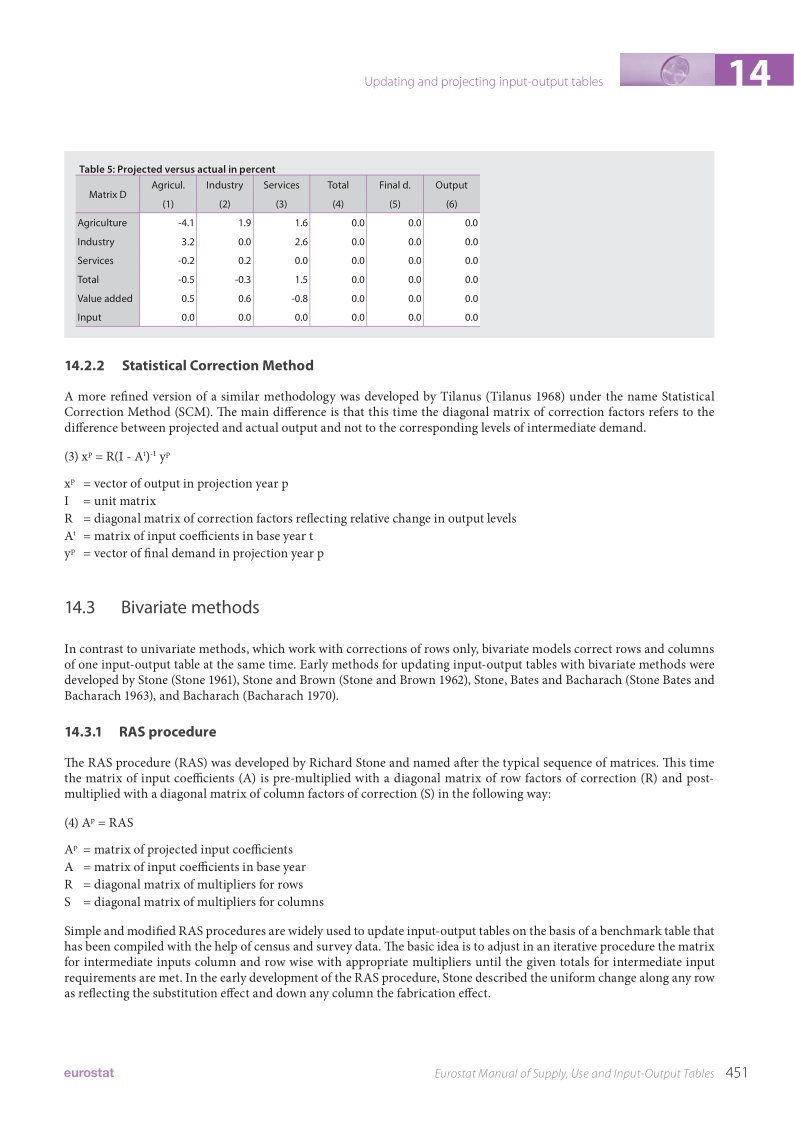 Updating and projecting input-output tables
14
Table 5: Projected versus actual in percent
Matrix D Agricul. Industry Services Total Final d. Output
(1) (2) (3) (4) (5) (6)
Agriculture -4.1 1.9 1.6 0.0 0.0 0.0
Industry 3.2 0.0 2.6 0.0 0.0 0.0
Services -0.2 0.2 0.0 0.0 0.0 0.0
Total -0.5 -0.3 1.5 0.0 0.0 0.0
Value added 0.5 0.6 -0.8 0.0 0.0 0.0
Input 0.0 0.0 0.0 0.0 0.0 0.0
14.2.2 Statistical Correction Method
A more refined version of a similar methodology was developed by Tilanus (Tilanus 1968) under the name Statistical
Correction Method (SCM). The main difference is that this time the diagonal matrix of correction factors refers to the
difference between projected and actual output and not to the corresponding levels of intermediate demand.
(3) xᵖ = R(I - Aᵗ)⁻¹ yᵖ
xᵖ = vector of output in projection year p
I = unit matrix
R = diagonal matrix of correction factors reflecting relative change in output levels
Aᵗ = matrix of input coefficients in base year t
yᵖ = vector of final demand in projection year p
14.3 Bivariate methods
In contrast to univariate methods, which work with corrections of rows only, bivariate models correct rows and columns
of one input-output table at the same time. Early methods for updating input-output tables with bivariate methods were
developed by Stone (Stone 1961), Stone and Brown (Stone and Brown 1962), Stone, Bates and Bacharach (Stone Bates and
Bacharach 1963), and Bacharach (Bacharach 1970).
14.3.1 RAS procedure
The RAS procedure (RAS) was developed by Richard Stone and named after the typical sequence of matrices. This time
the matrix of input coefficients (A) is pre-multiplied with a diagonal matrix of row factors of correction (R) and post-
multiplied with a diagonal matrix of column factors of correction (S) in the following way:
(4) Aᵖ = RAS
Aᵖ = matrix of projected input coefficients
A = matrix of input coefficients in base year
R = diagonal matrix of multipliers for rows
S = diagonal matrix of multipliers for columns
Simple and modified RAS procedures are widely used to update input-output tables on the basis of a benchmark table that
has been compiled with the help of census and survey data. The basic idea is to adjust in an iterative procedure the matrix
for intermediate inputs column and row wise with appropriate multipliers until the given totals for intermediate input
requirements are met. In the early development of the RAS procedure, Stone described the uniform change along any row
as reflecting the substitution effect and down any column the fabrication effect.
eurostat Eurostat Manual of Supply, Use and Input-Output Tables 451